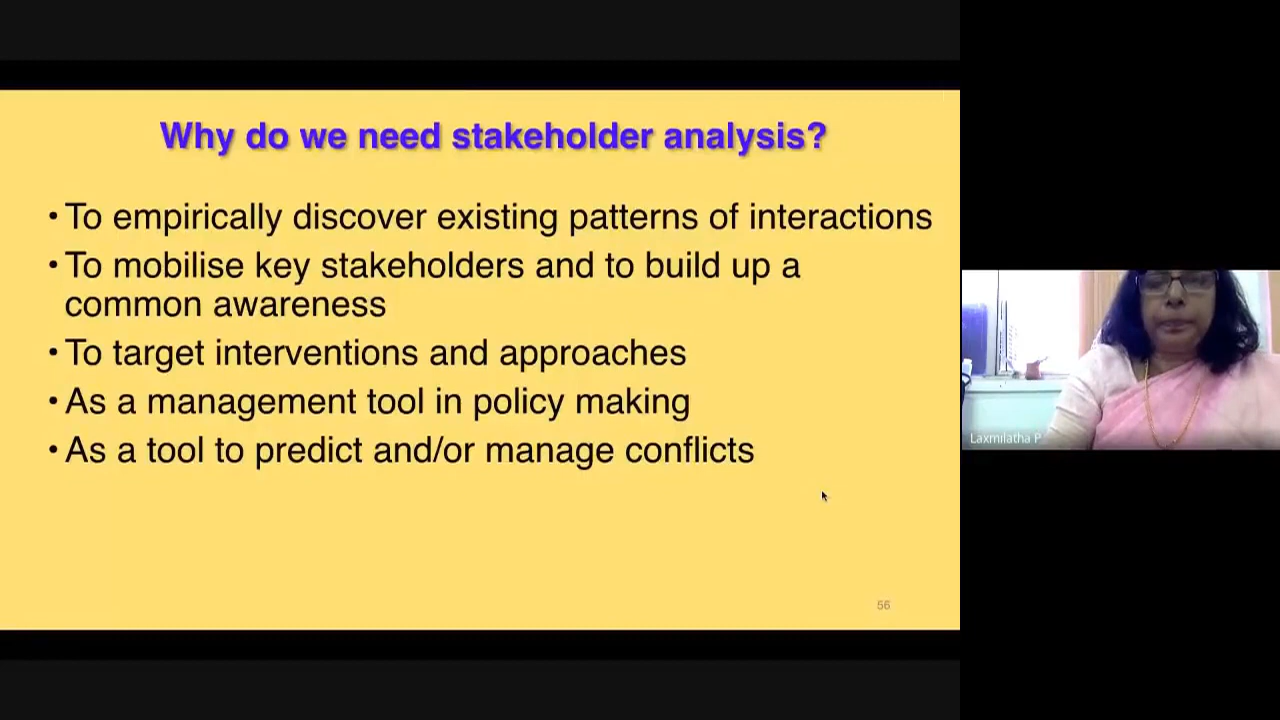 Why do we need stakeholder analysis?
• To empirically discover existing patterns of interactions
• To mobilise key stakeholders and to build up a
common awareness
• To target interventions and approaches
• As a management tool in policy making
• As a tool to predict and/or manage conflicts
56
Laxmilatha P